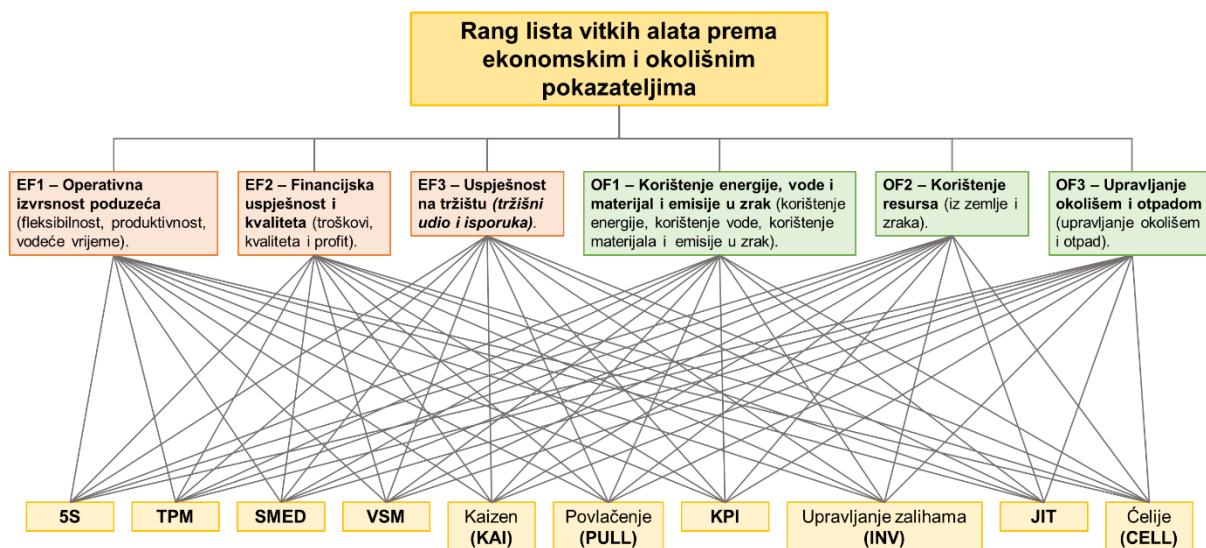 Rang lista vitkih alata prema
ekonomskim i okolišnim
pokazateljima
EF1 – Operativna
izvrsnost poduzeća
(fleksibilnost, produktivnost,
vodeće vrijeme).
EF2 – Financijska
uspješnost i
kvaliteta (troškovi,
kvaliteta i profit).
EF3 – Uspješnost
na tržištu (tržišni
udio i isporuka).
OF1 – Korištenje energije, vode i
materijal i emisije u zrak (korištenje
energije, korištenje vode, korištenje
materijala i emisije u zrak).
OF2 – Korištenje
resursa (iz zemlje i
zraka).
OF3 – Upravljanje
okolišem i otpadom
(upravljanje okolišem
i otpad).
5S
TPM
SMED
VSM
Kaizen
(KAI)
Povlačenje
(PULL)
KPI
Upravljanje zalihama
(INV)
JIT
Ćelije
(CELL)